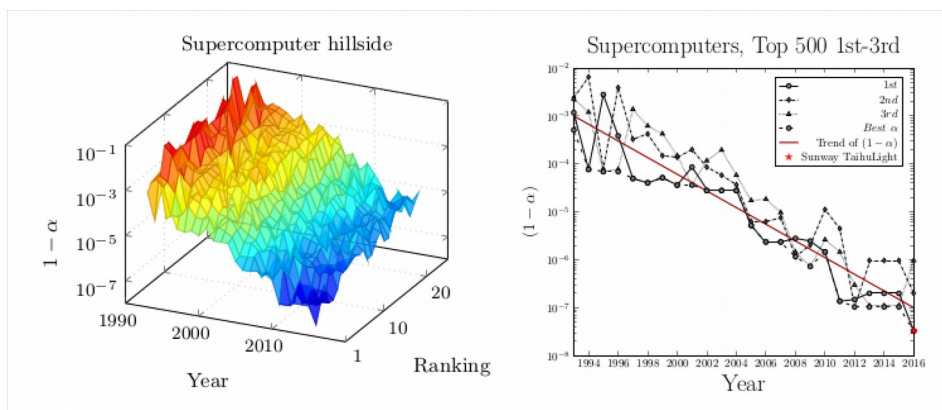 Supercomputer hillside
10^{-1}
10^{-3}
10^{-5}
10^{-7}
1 − α
1990
2000
2010
Year
1
10
20
Ranking
Supercomputers, Top 500 1st-3rd
10^{-2}
10^{-3}
10^{-4}
10^{-5}
10^{-6}
10^{-7}
10^{-8}
(1 − α)
1st
2nd
3rd
Best α
Trend of (1 − α)
Sunway TaihuLight
1994 1996 1998 2000 2002 2004 2006 2008 2010 2012 2014 2016
Year